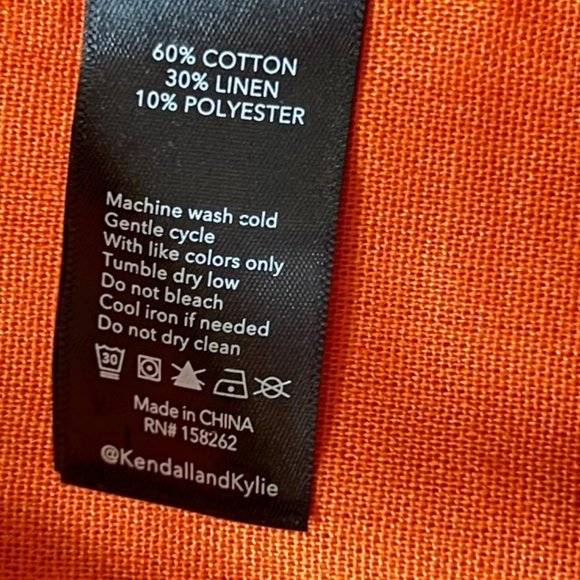 60% COTTON
30% LINEN
10% POLYESTER
Machine wash cold
Gentle cycle
With like colors only
Tumble dry low
Do not bleach
Cool iron if needed
Do not dry clean
30
Made in CHINA
RN# 158262
@KendallandKylie